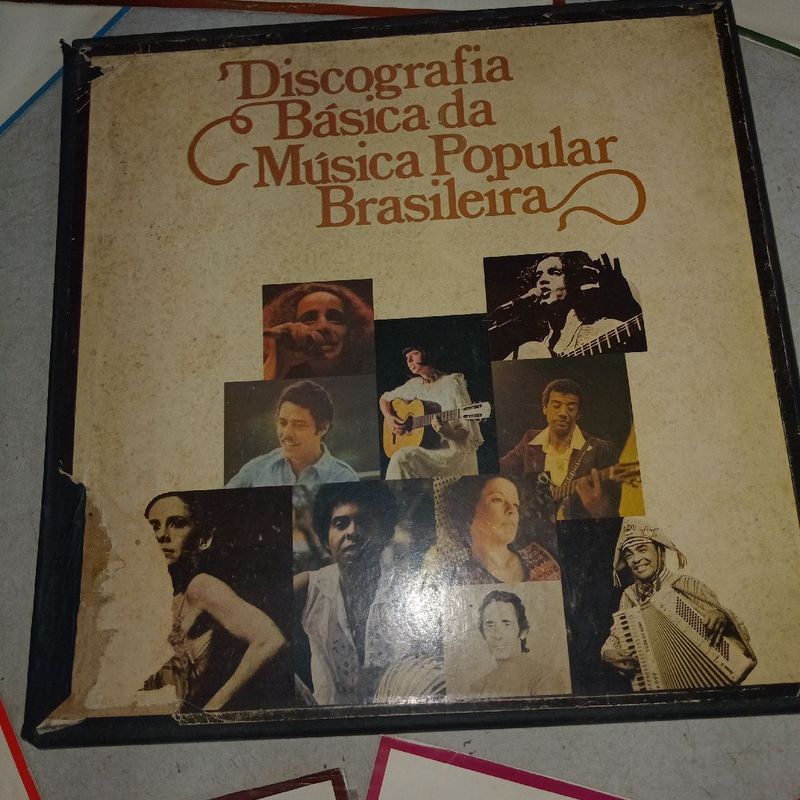 Discografia
Básica da
Música Popular
Brasileira